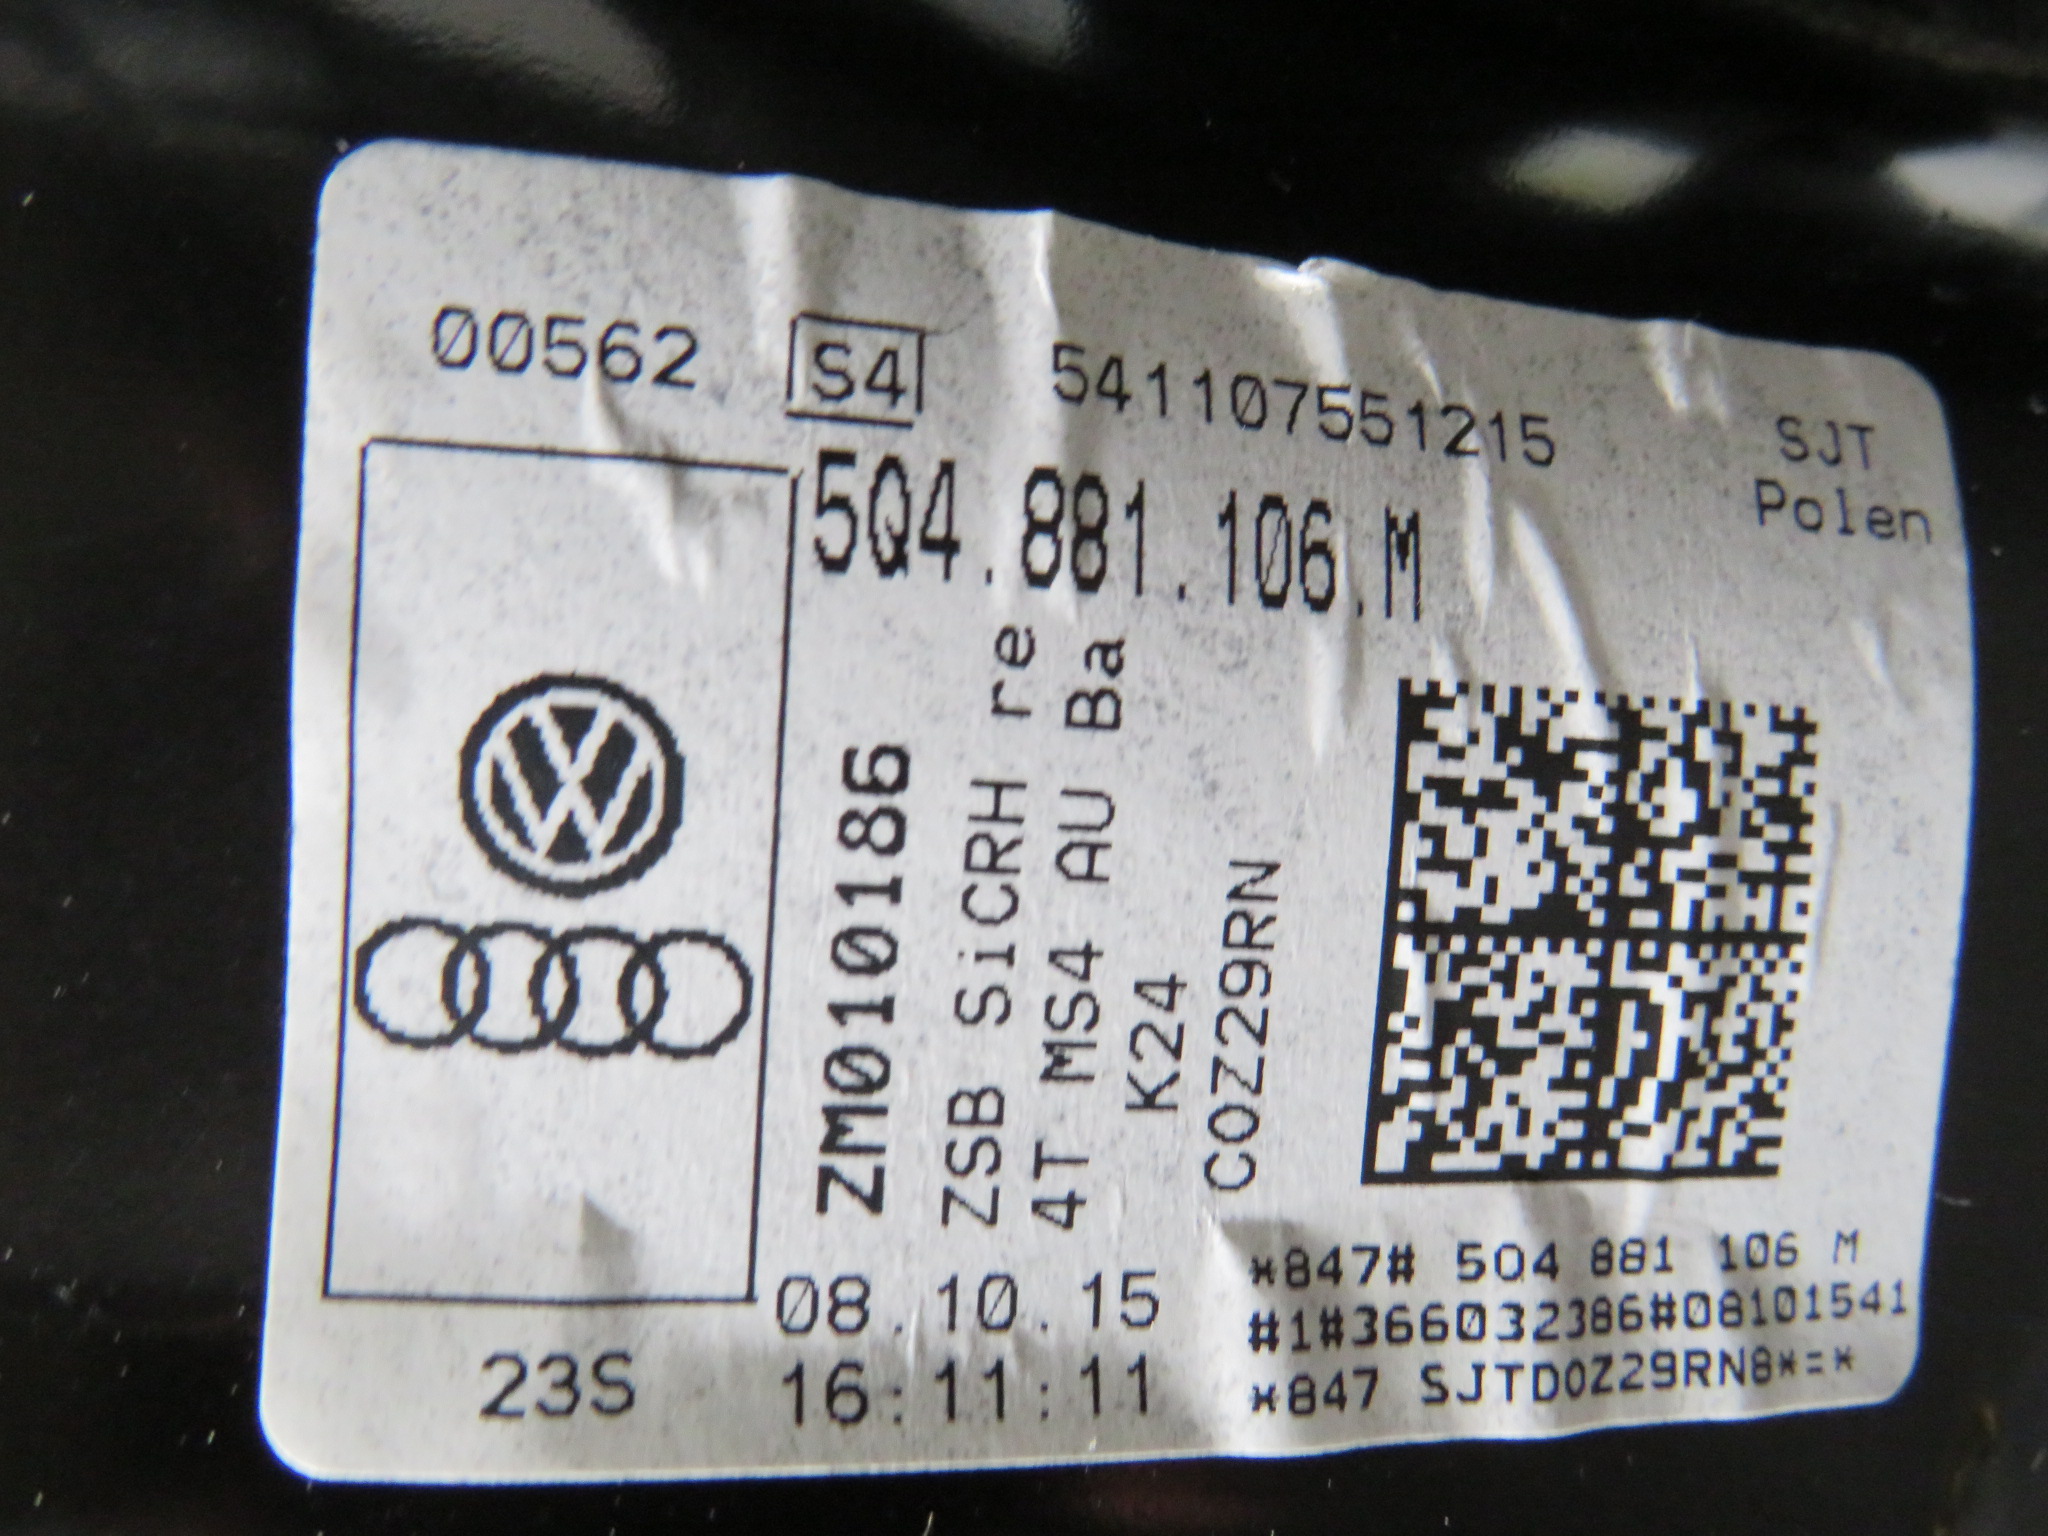 00562 S4 541107551215
SJT
Polen
5Q4.881.106.M
ZM010186
ZSB SiCRH re
4T MS4 AU Ba
K24
COZ29RN
08.10.15
16:11:11
23S
*847# 5Q4 881 106 M
#1#366032386#08101541
*847 SJTD0Z29RN8*=*